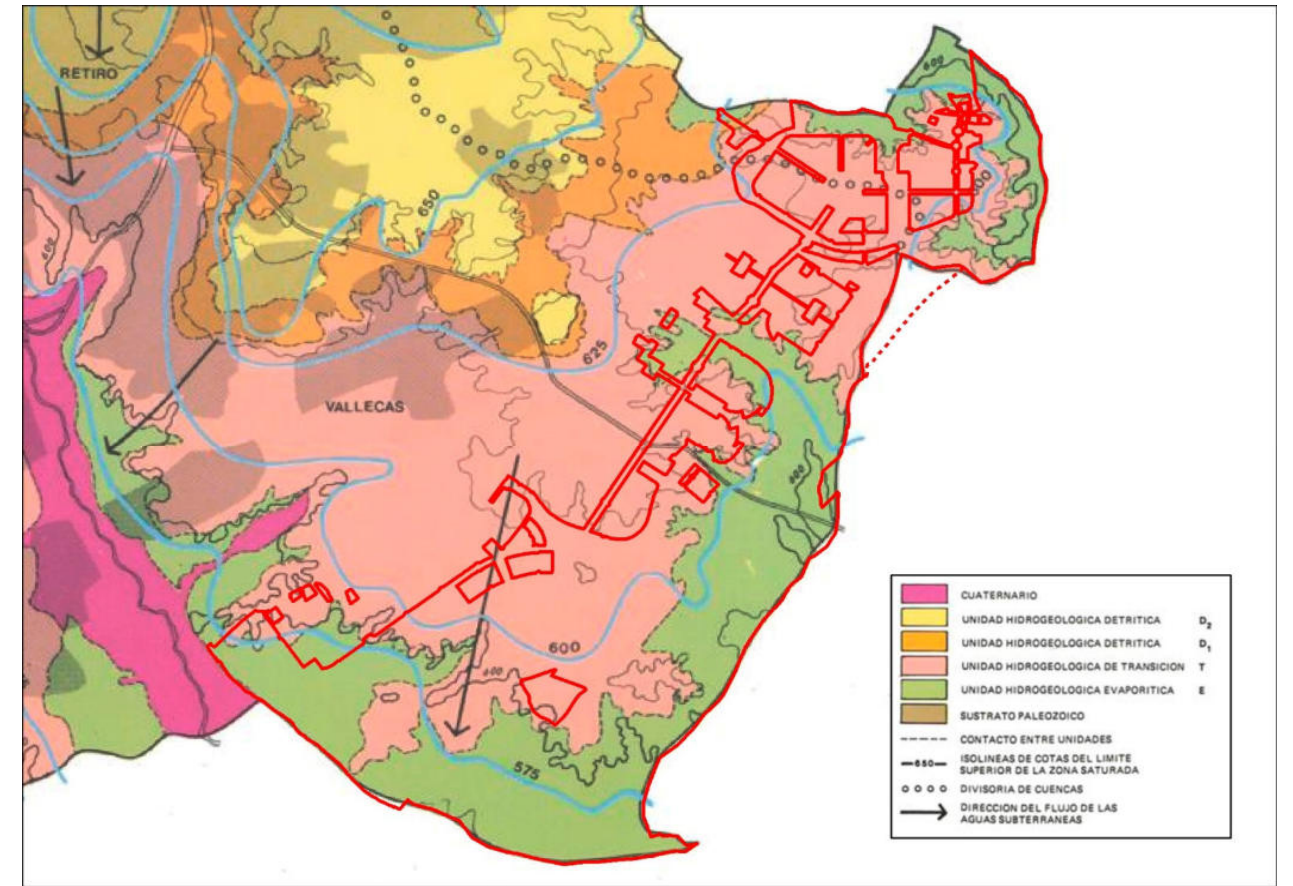 RETIRO
600
650
600
600
625
VALLECAS
600
600
600
575
CUATERNARIO
UNIDAD HIDROGEOLOGICA DETRITICA D2
UNIDAD HIDROGEOLOGICA DETRITICA D1
UNIDAD HIDROGEOLOGICA DE TRANSICION T
UNIDAD HIDROGEOLOGICA EVAPORITICA E
SUSTRATO PALEOZOICO
CONTACTO ENTRE UNIDADES
—650— ISOLINEAS DE COTAS DEL LIMITE
SUPERIOR DE LA ZONA SATURADA
DIVISORIA DE CUENCAS
DIRECCION DEL FLUJO DE LAS
AGUAS SUBTERRANEAS